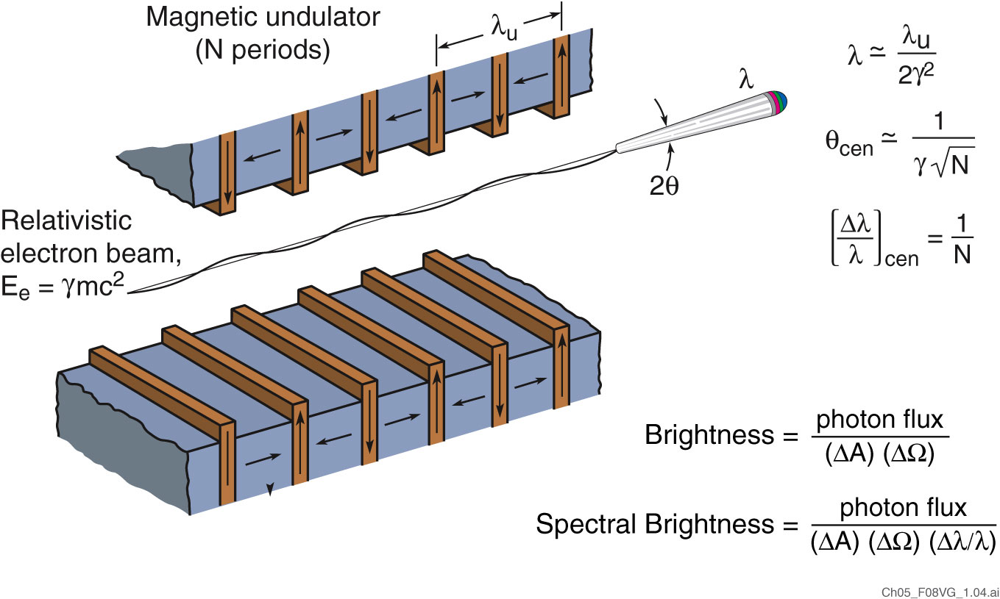 Magnetic undulator
(N periods)
λu
λ
2θ
Relativistic
electron beam,
Ee = γmc²
λ ≃ λu / 2γ²
θcen ≃ 1 / γ√N
[Δλ / λ]cen = 1 / N
Brightness = photon flux / (ΔA) (ΔΩ)
Spectral Brightness = photon flux / (ΔA) (ΔΩ) (Δλ/λ)
Ch05_F08VG_1.04.ai